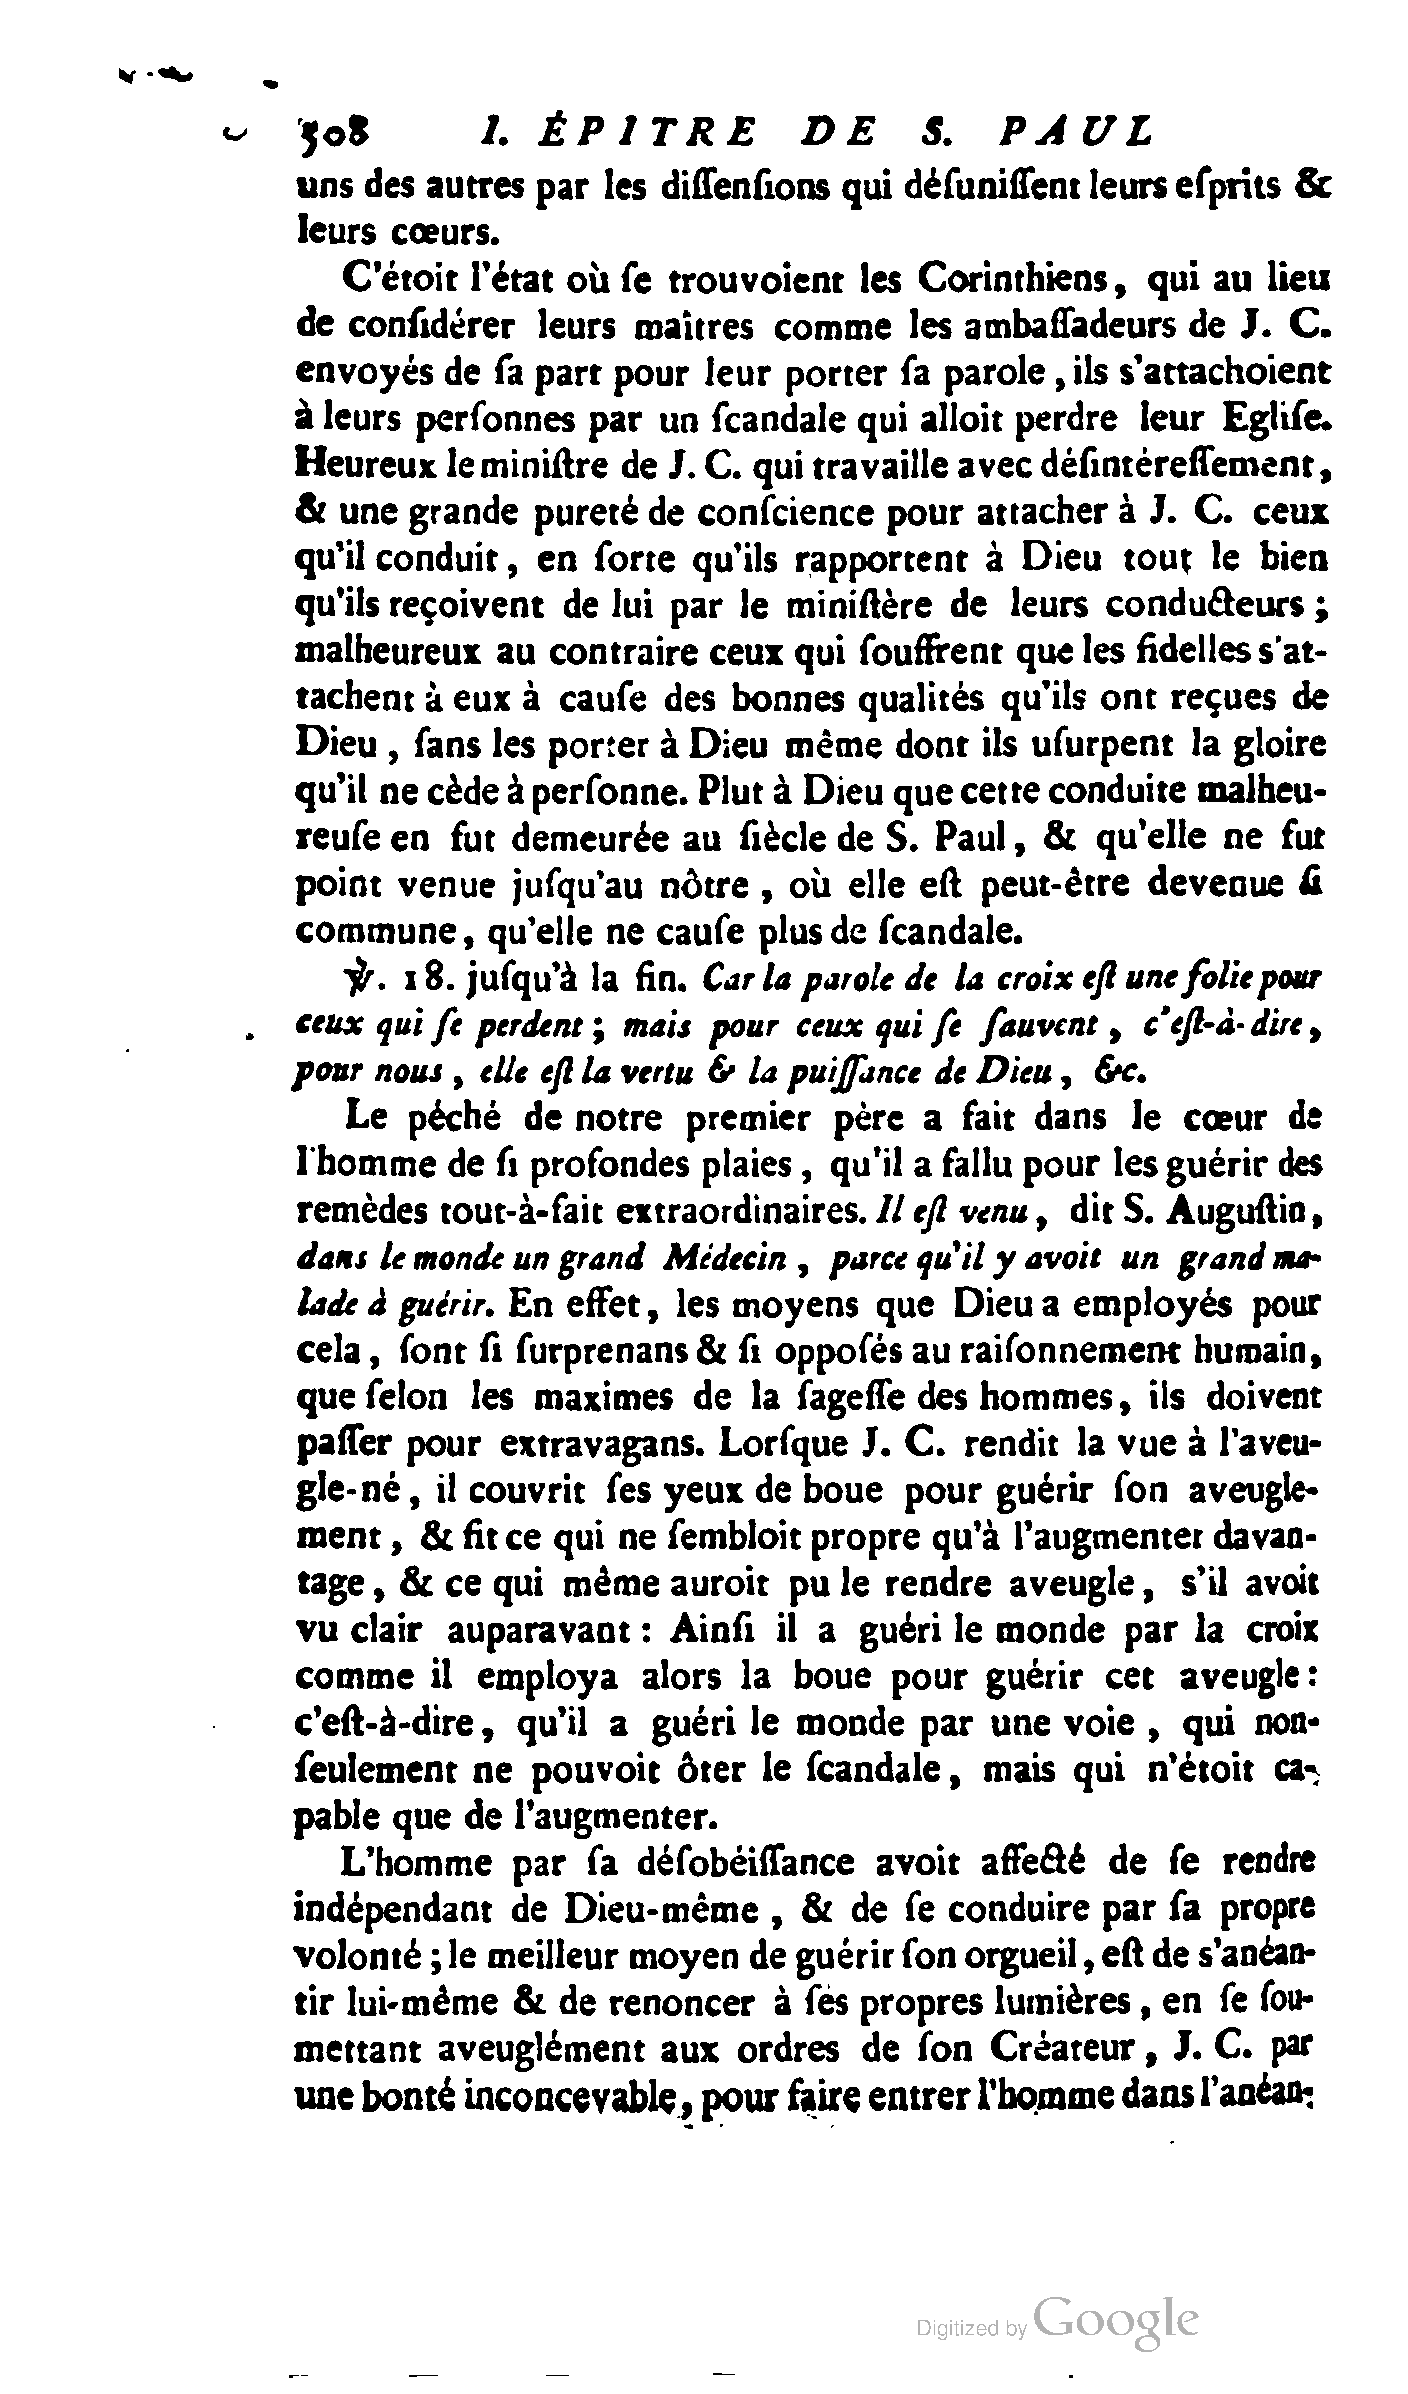 508 I. ÉPITRE DE S. PAUL
uns des autres par les diſſenſions qui déſuniſſent leurs eſprits &
leurs cœurs.
C'étoit l'état où ſe trouvoient les Corinthiens, qui au lieu
de conſidérer leurs maîtres comme les ambaſſadeurs de J. C.
envoyés de ſa part pour leur porter ſa parole, ils s'attachoient
à leurs perſonnes par un ſcandale qui alloit perdre leur Egliſe.
Heureux le miniſtre de J. C. qui travaille avec déſintéreſſement,
& une grande pureté de conſcience pour attacher à J. C. ceux
qu'il conduit, en ſorte qu'ils rapportent à Dieu tout le bien
qu'ils reçoivent de lui par le miniſtère de leurs conducteurs;
malheureux au contraire ceux qui ſouffrent que les fidelles s'at-
tachent à eux à cauſe des bonnes qualités qu'ils ont reçues de
Dieu, ſans les porter à Dieu même dont ils uſurpent la gloire
qu'il ne cède à perſonne. Plut à Dieu que cette conduite malheu-
reuſe en fut demeurée au ſiècle de S. Paul, & qu'elle ne fut
point venue juſqu'au nôtre, où elle eſt peut-être devenue ſi
commune, qu'elle ne cauſe plus de ſcandale.
℣. 18. juſqu'à la fin. Car la parole de la croix eſt une folie pour
ceux qui ſe perdent; mais pour ceux qui ſe ſauvent, c'eſt-à-dire,
pour nous, elle eſt la vertu & la puiſſance de Dieu, &c.
Le péché de notre premier père a fait dans le cœur de
l'homme de ſi profondes plaies, qu'il a fallu pour les guérir des
remèdes tout-à-fait extraordinaires. Il eſt venu, dit S. Auguſtin,
dans le monde un grand Médecin, parce qu'il y avoit un grand ma-
lade à guérir. En effet, les moyens que Dieu a employés pour
cela, ſont ſi ſurprenans & ſi oppoſés au raiſonnement humain,
que ſelon les maximes de la ſageſſe des hommes, ils doivent
paſſer pour extravagans. Lorſque J. C. rendit la vue à l'aveu-
gle-né, il couvrit ſes yeux de boue pour guérir ſon aveugle-
ment, & fit ce qui ne ſembloit propre qu'à l'augmenter davan-
tage, & ce qui même auroit pu le rendre aveugle, s'il avoit
vu clair auparavant: Ainſi il a guéri le monde par la croix
comme il employa alors la boue pour guérir cet aveugle:
c'eſt-à-dire, qu'il a guéri le monde par une voie, qui non-
ſeulement ne pouvoit ôter le ſcandale, mais qui n'étoit ca-
pable que de l'augmenter.
L'homme par ſa déſobéiſſance avoit affecté de ſe rendre
indépendant de Dieu-même, & de ſe conduire par ſa propre
volonté; le meilleur moyen de guérir ſon orgueil, eſt de s'anéan-
tir lui-même & de renoncer à ſes propres lumières, en ſe ſou-
mettant aveuglément aux ordres de ſon Créateur, J. C. par
une bonté inconcevable, pour faire entrer l'homme dans l'anéan-
Digitized by Google